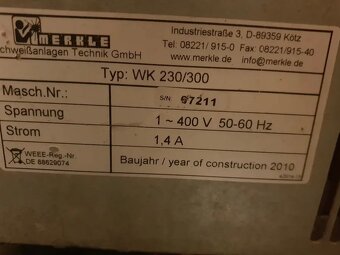 MERKLE
Schweißanlagen Technik GmbH
Industriestraße 3, D-89359 Kötz
Tel: 08221/ 915-0 Fax: 08221/915-40
www.merkle.de info@merkle.de
Typ: WK 230/300
Masch.Nr.: S/N 67211
Spannung 1 ~ 400 V 50-60 Hz
Strom 1,4 A
WEEE-Reg.-Nr.
DE 88629074
Baujahr / year of construction 2010